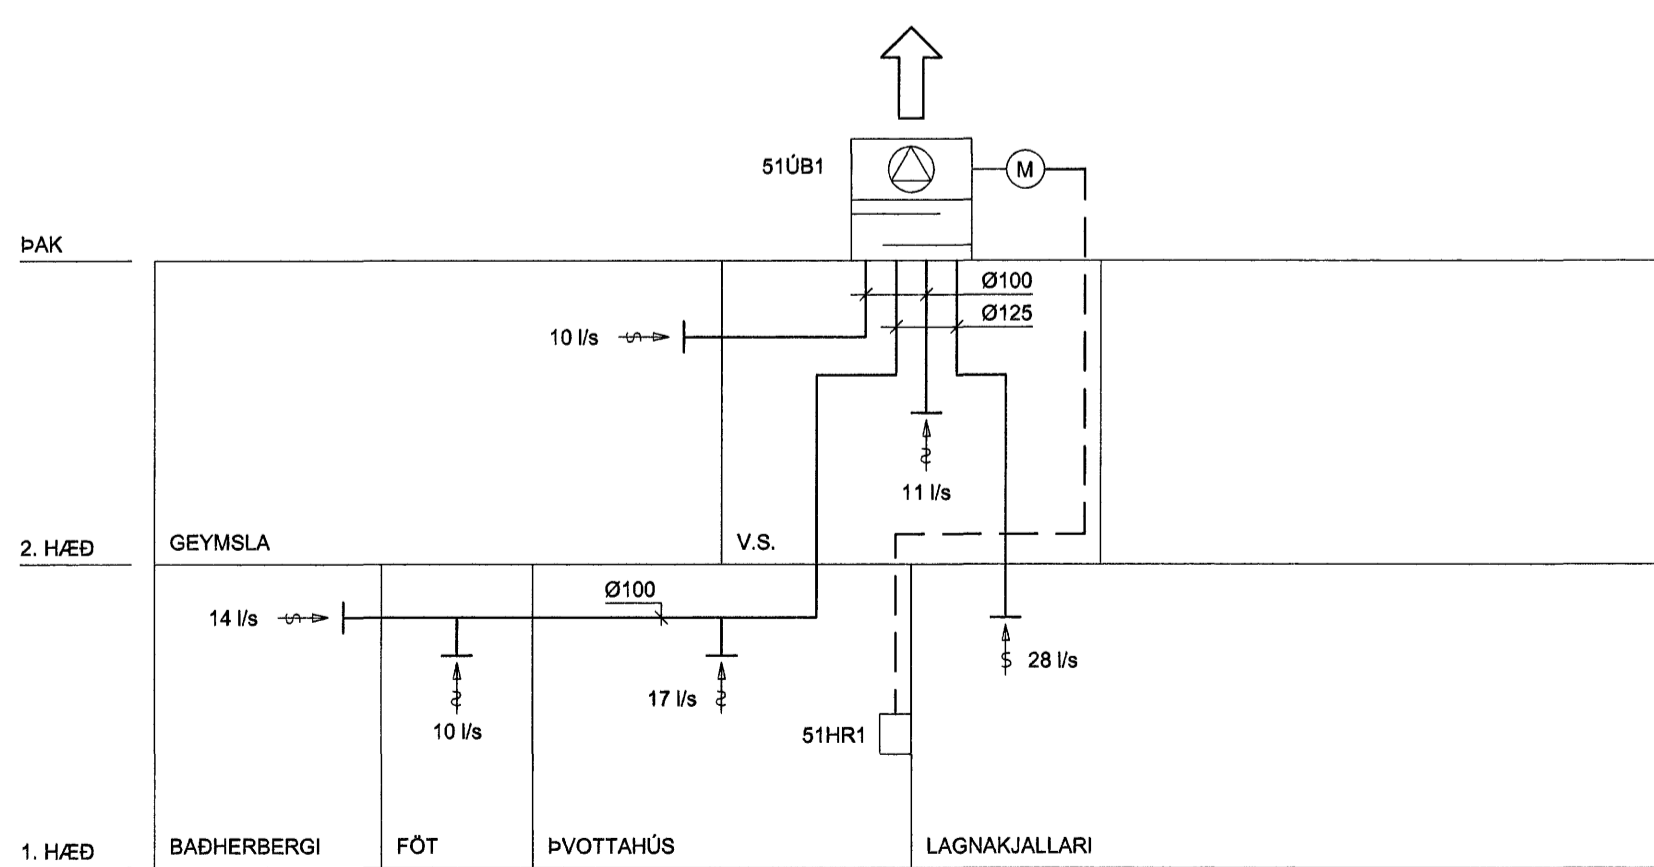 51ÚB1
M
ÞAK
Ø100
Ø125
10 l/s
11 l/s
2. HÆÐ
GEYMSLA
V.S.
Ø100
14 l/s
28 l/s
17 l/s
10 l/s
51HR1
1. HÆÐ
BAÐHERBERGI
FÖT
ÞVOTTAHÚS
LAGNAKJALLARI